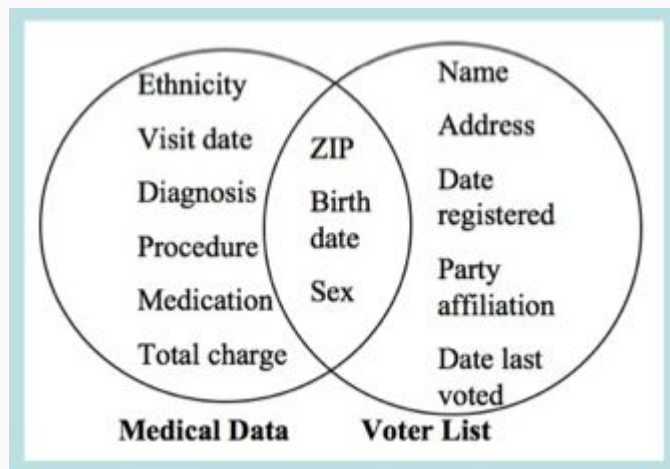 Ethnicity
Visit date
Diagnosis
Procedure
Medication
Total charge
ZIP
Birth
date
Sex
Name
Address
Date
registered
Party
affiliation
Date last
voted
Medical Data
Voter List